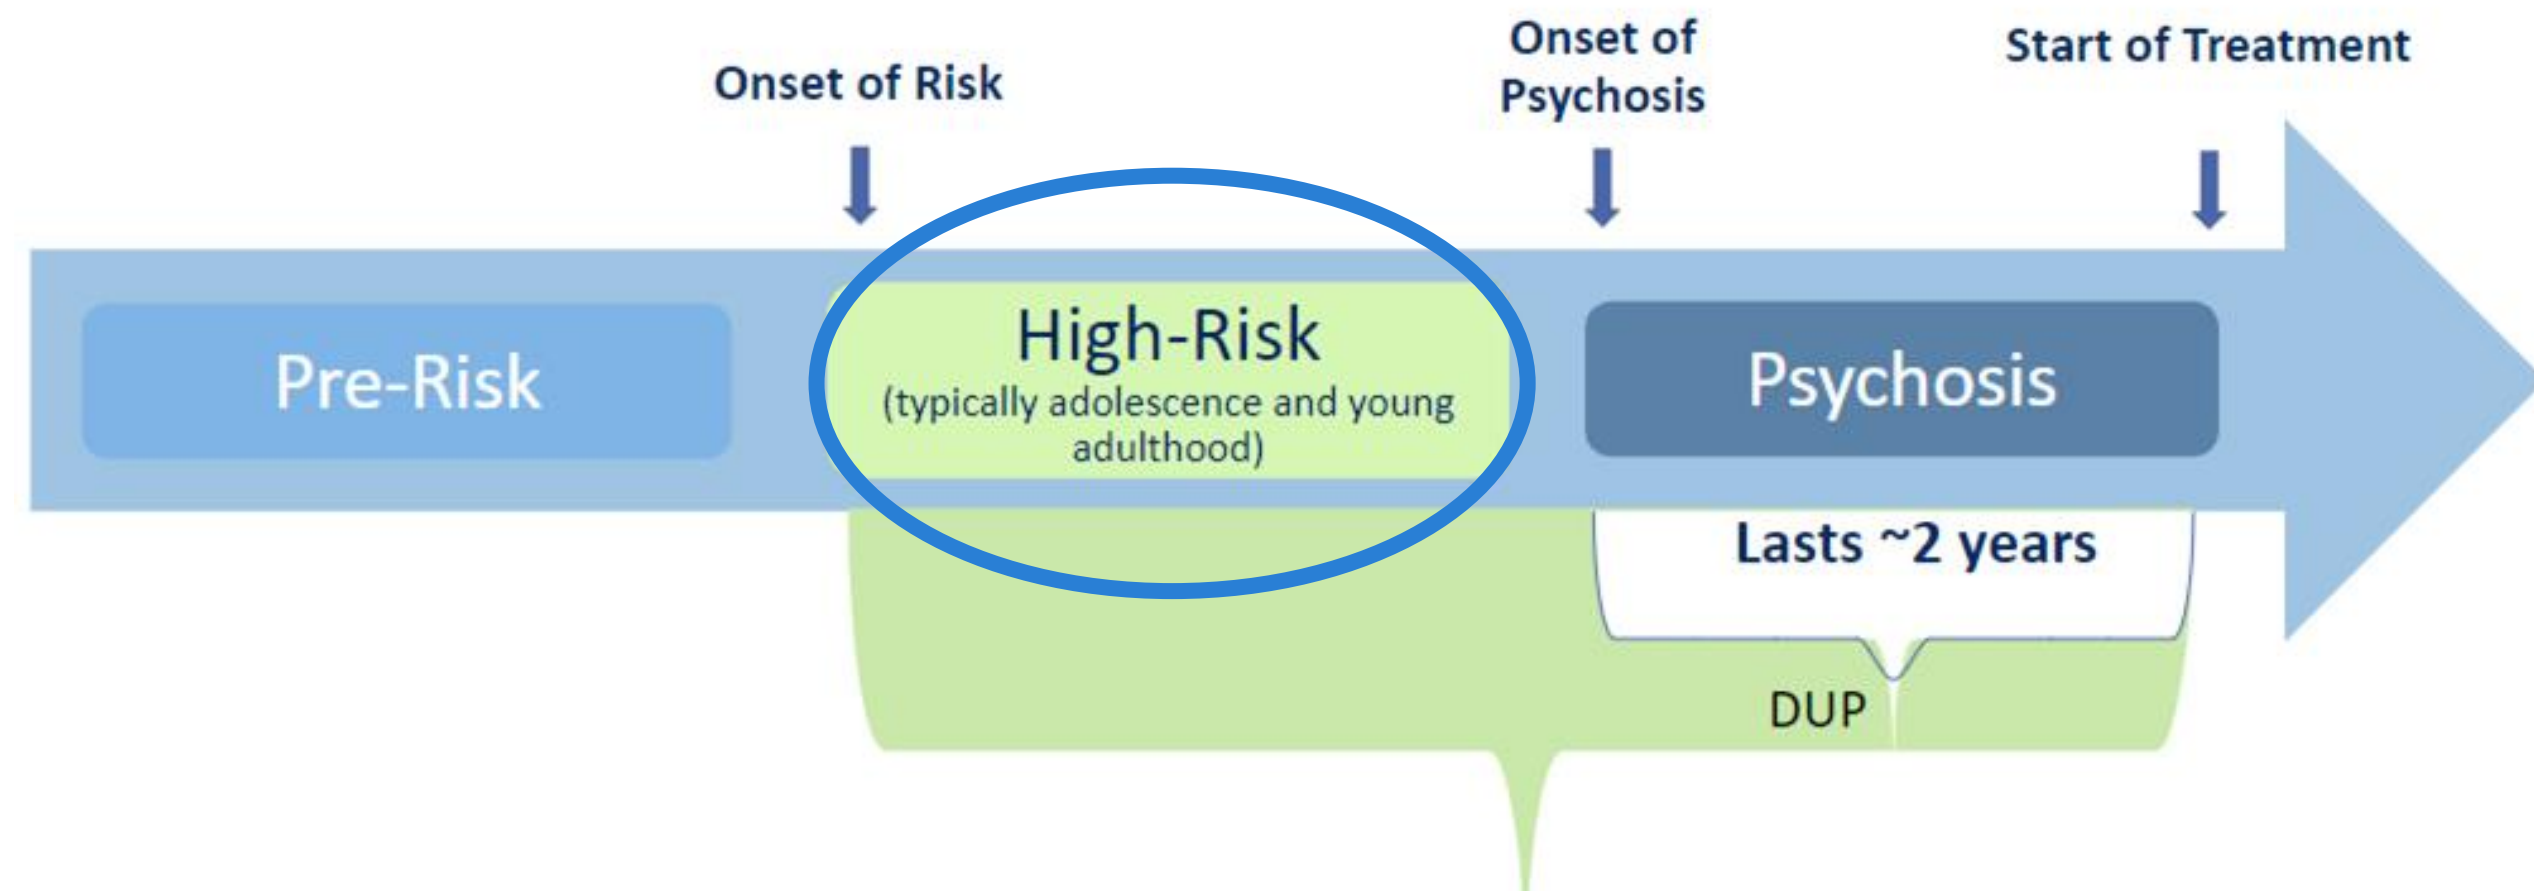 Onset of Risk
Onset of
Psychosis
Start of Treatment
Pre-Risk
High-Risk
(typically adolescence and young
adulthood)
Psychosis
Lasts ~2 years
DUP